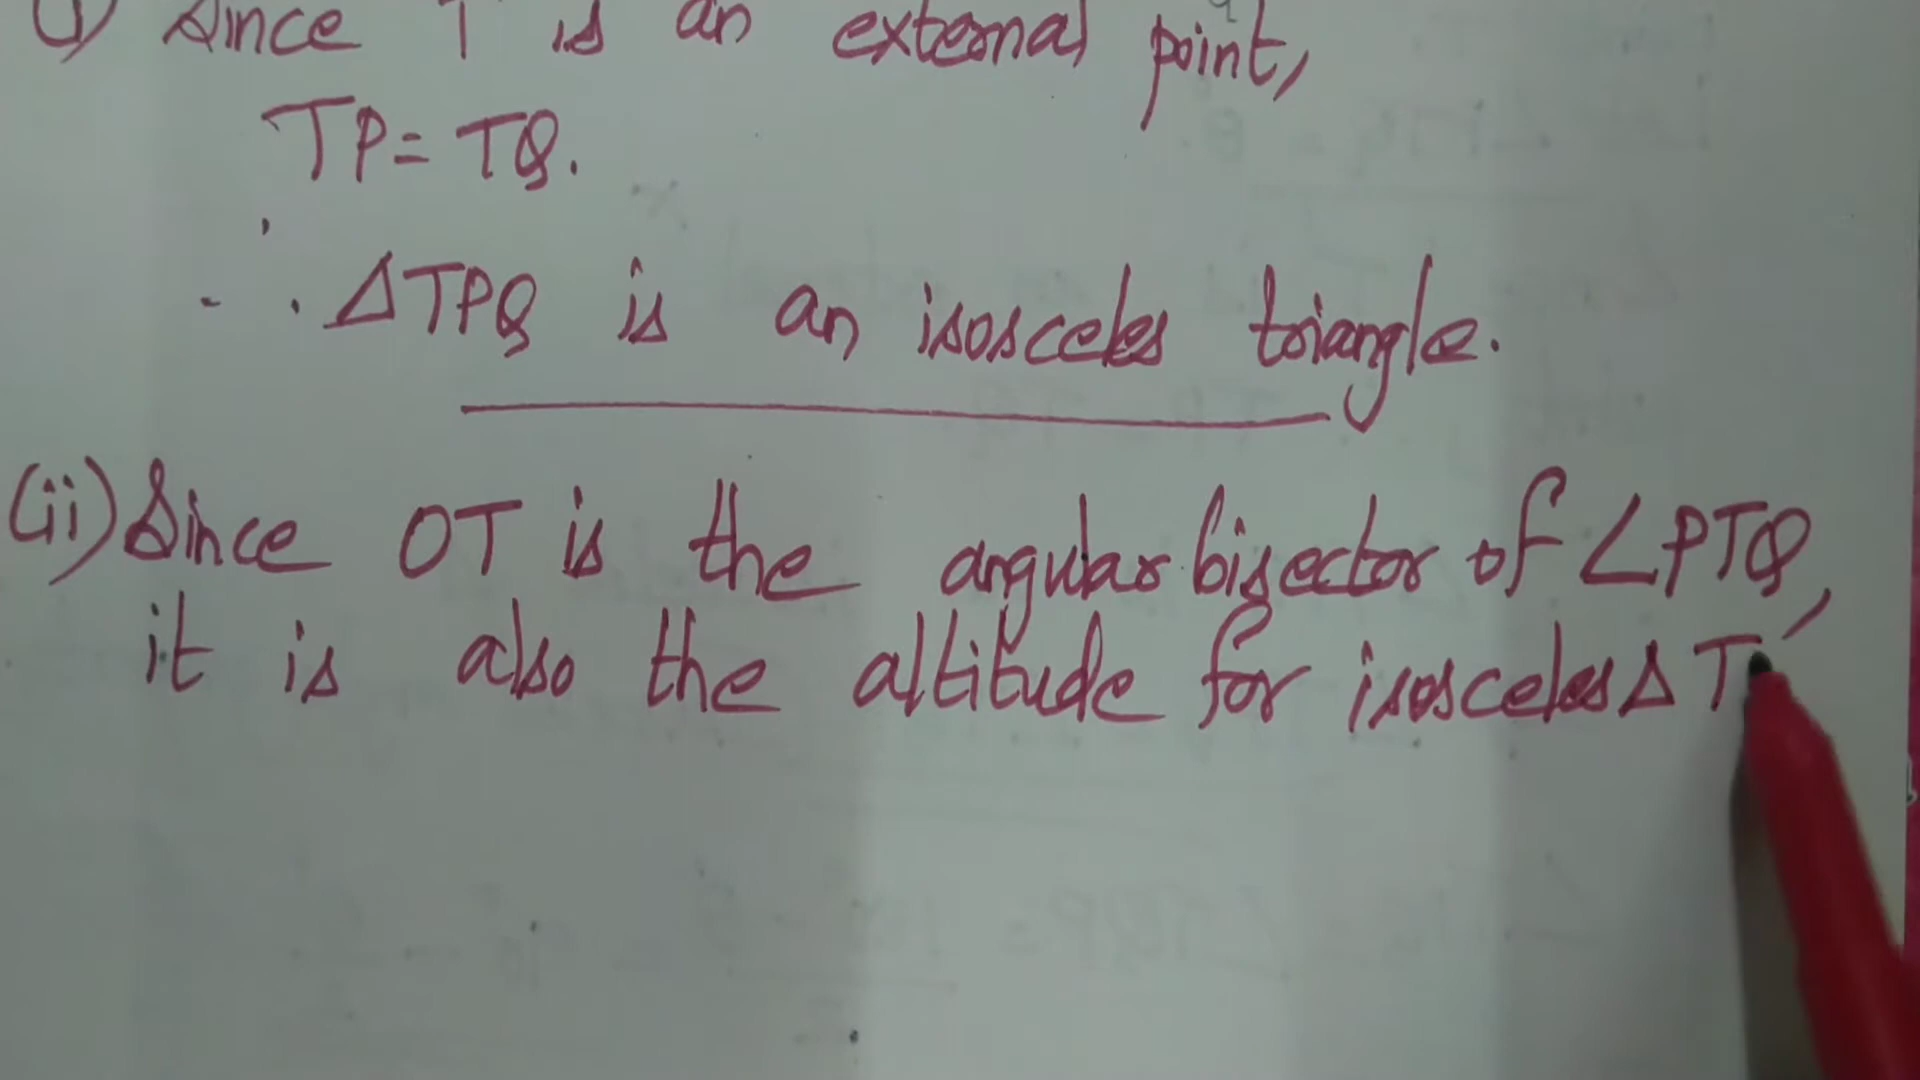 (i) Since T is an external point,
TP = TQ.
∴ ΔTPQ is an isosceles triangle.
(ii) Since OT is the angular bisector of ∠PTQ,
it is also the altitude for isosceles Δ T